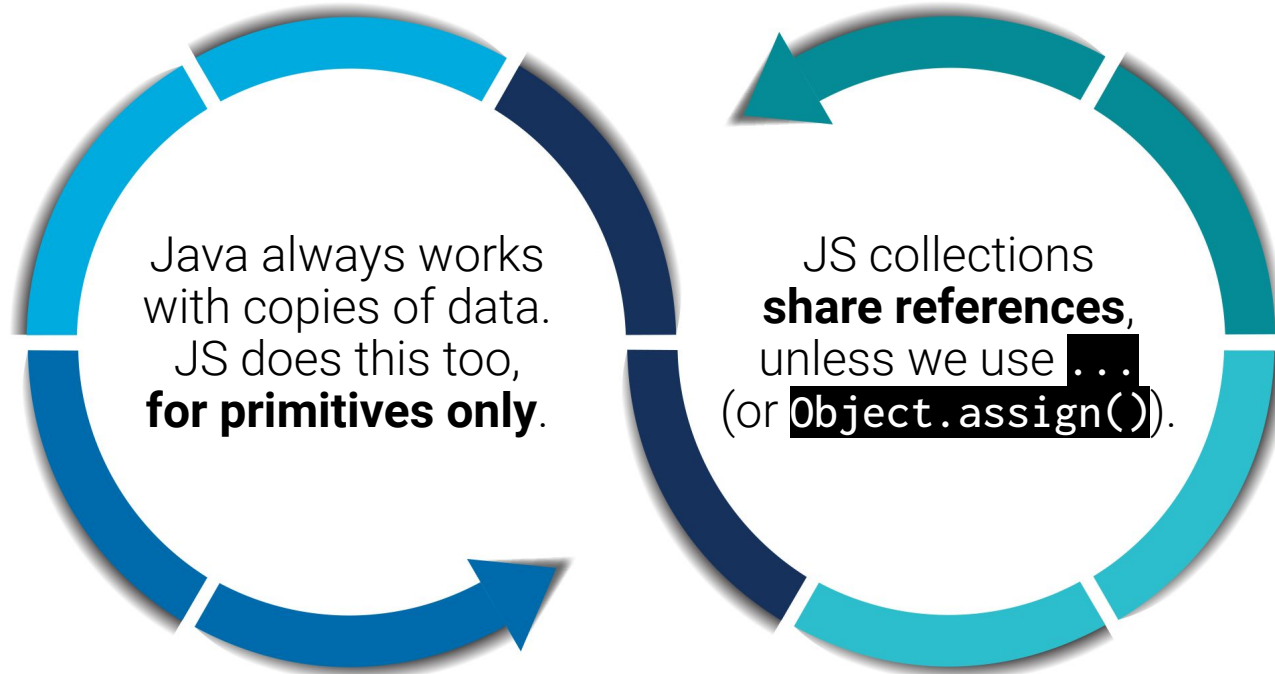 Java always works
with copies of data.
JS does this too,
for primitives only.
JS collections
share references,
unless we use ...
(or Object.assign()).